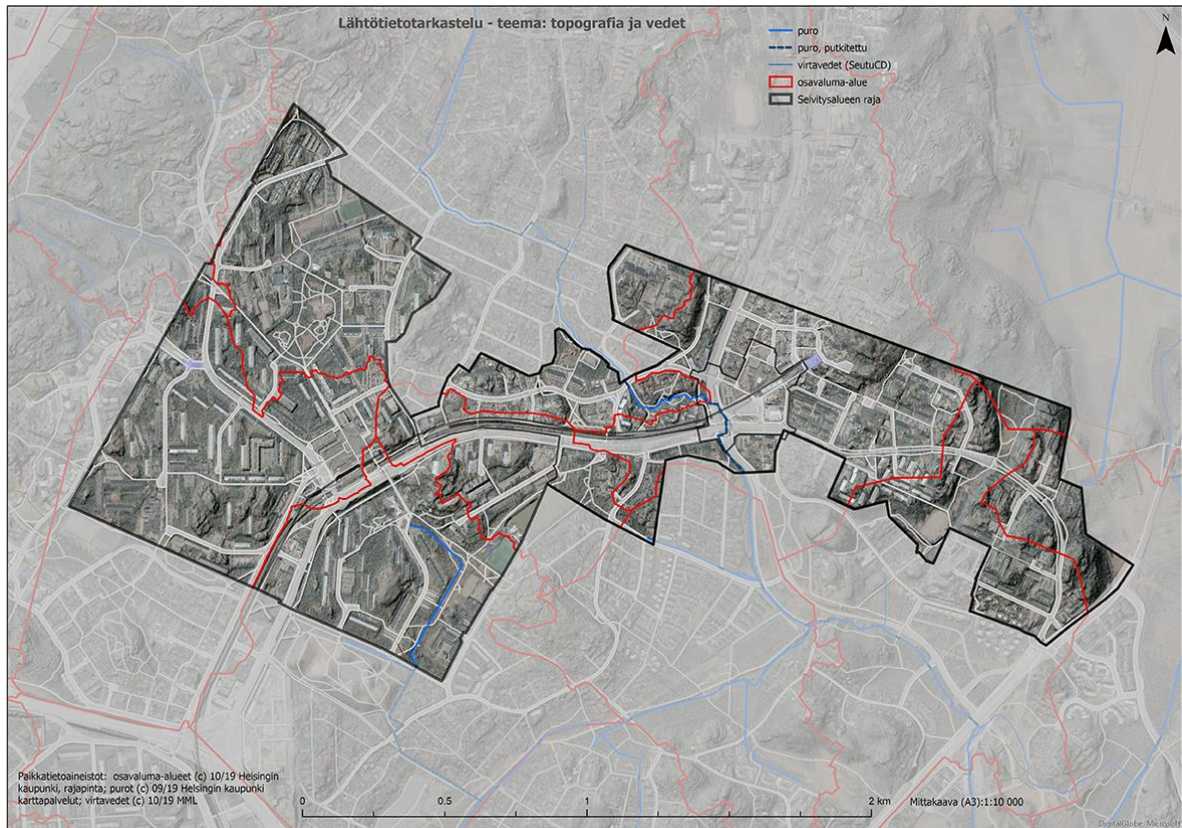 Lähtötietotarkastelu - teema: topografia ja vedet
N
puro
puro, putkitettu
virtavedet (SeutuCD)
osavaluma-alue
Selvitysalueen raja
Paikkatietoaineistot: osavaluma-alueet (c) 10/19 Helsingin
kaupunki, rajapinta; purot (c) 09/19 Helsingin kaupunki
karttapalvelut; virtavedet (c) 10/19 MML
0 0.5 1 2 km
Mittakaava (A3):1:10 000
DigitalGlobe, Microsoft